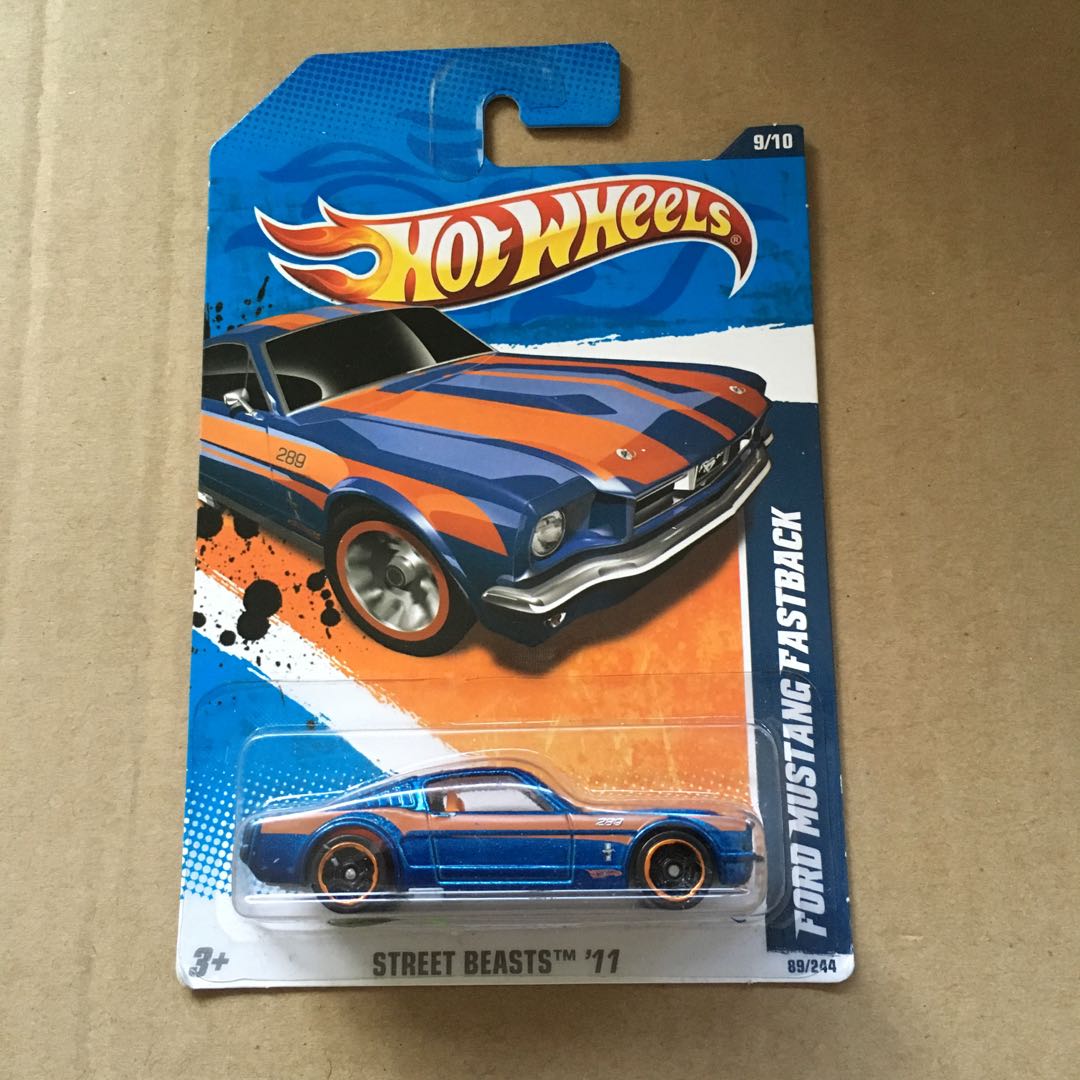 9/10
HOT WHEELS®
289
FORD MUSTANG FASTBACK
289
3+
STREET BEASTS™ '11
89/244